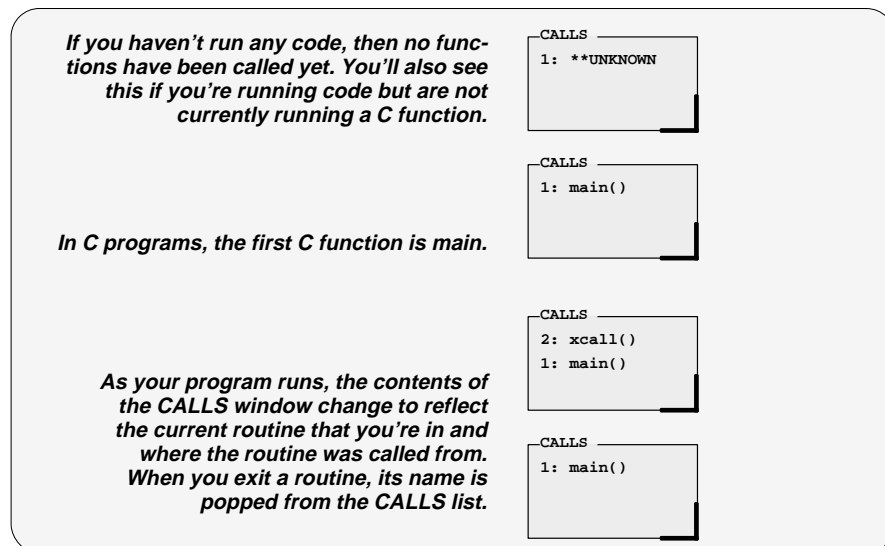 If you haven't run any code, then no func-
tions have been called yet. You'll also see
this if you're running code but are not
currently running a C function.
CALLS
1: **UNKNOWN
In C programs, the first C function is main.
CALLS
1: main()
As your program runs, the contents of
the CALLS window change to reflect
the current routine that you're in and
where the routine was called from.
When you exit a routine, its name is
popped from the CALLS list.
CALLS
2: xcall()
1: main()
CALLS
1: main()